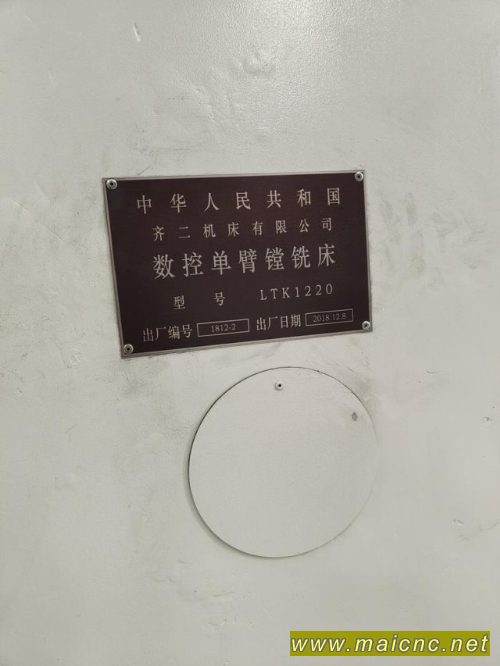 中华人民共和国
齐二机床有限公司
数控单臂镗铣床
型号 LTK1220
出厂编号 1812-2 出厂日期 2018.12.8
www.maicnc.net